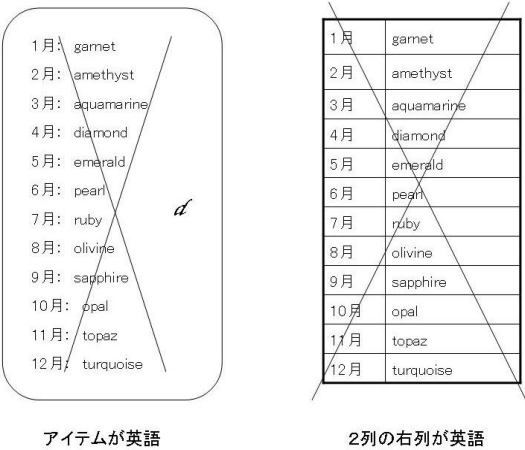 1月: garnet
2月: amethyst
3月: aquamarine
4月: diamond
5月: emerald
6月: pearl
7月: ruby
8月: olivine
9月: sapphire
10月: opal
11月: topaz
12月: turquoise
d
アイテムが英語
1月 garnet
2月 amethyst
3月 aquamarine
4月 diamond
5月 emerald
6月 pearl
7月 ruby
8月 olivine
9月 sapphire
10月 opal
11月 topaz
12月 turquoise
2列の右列が英語